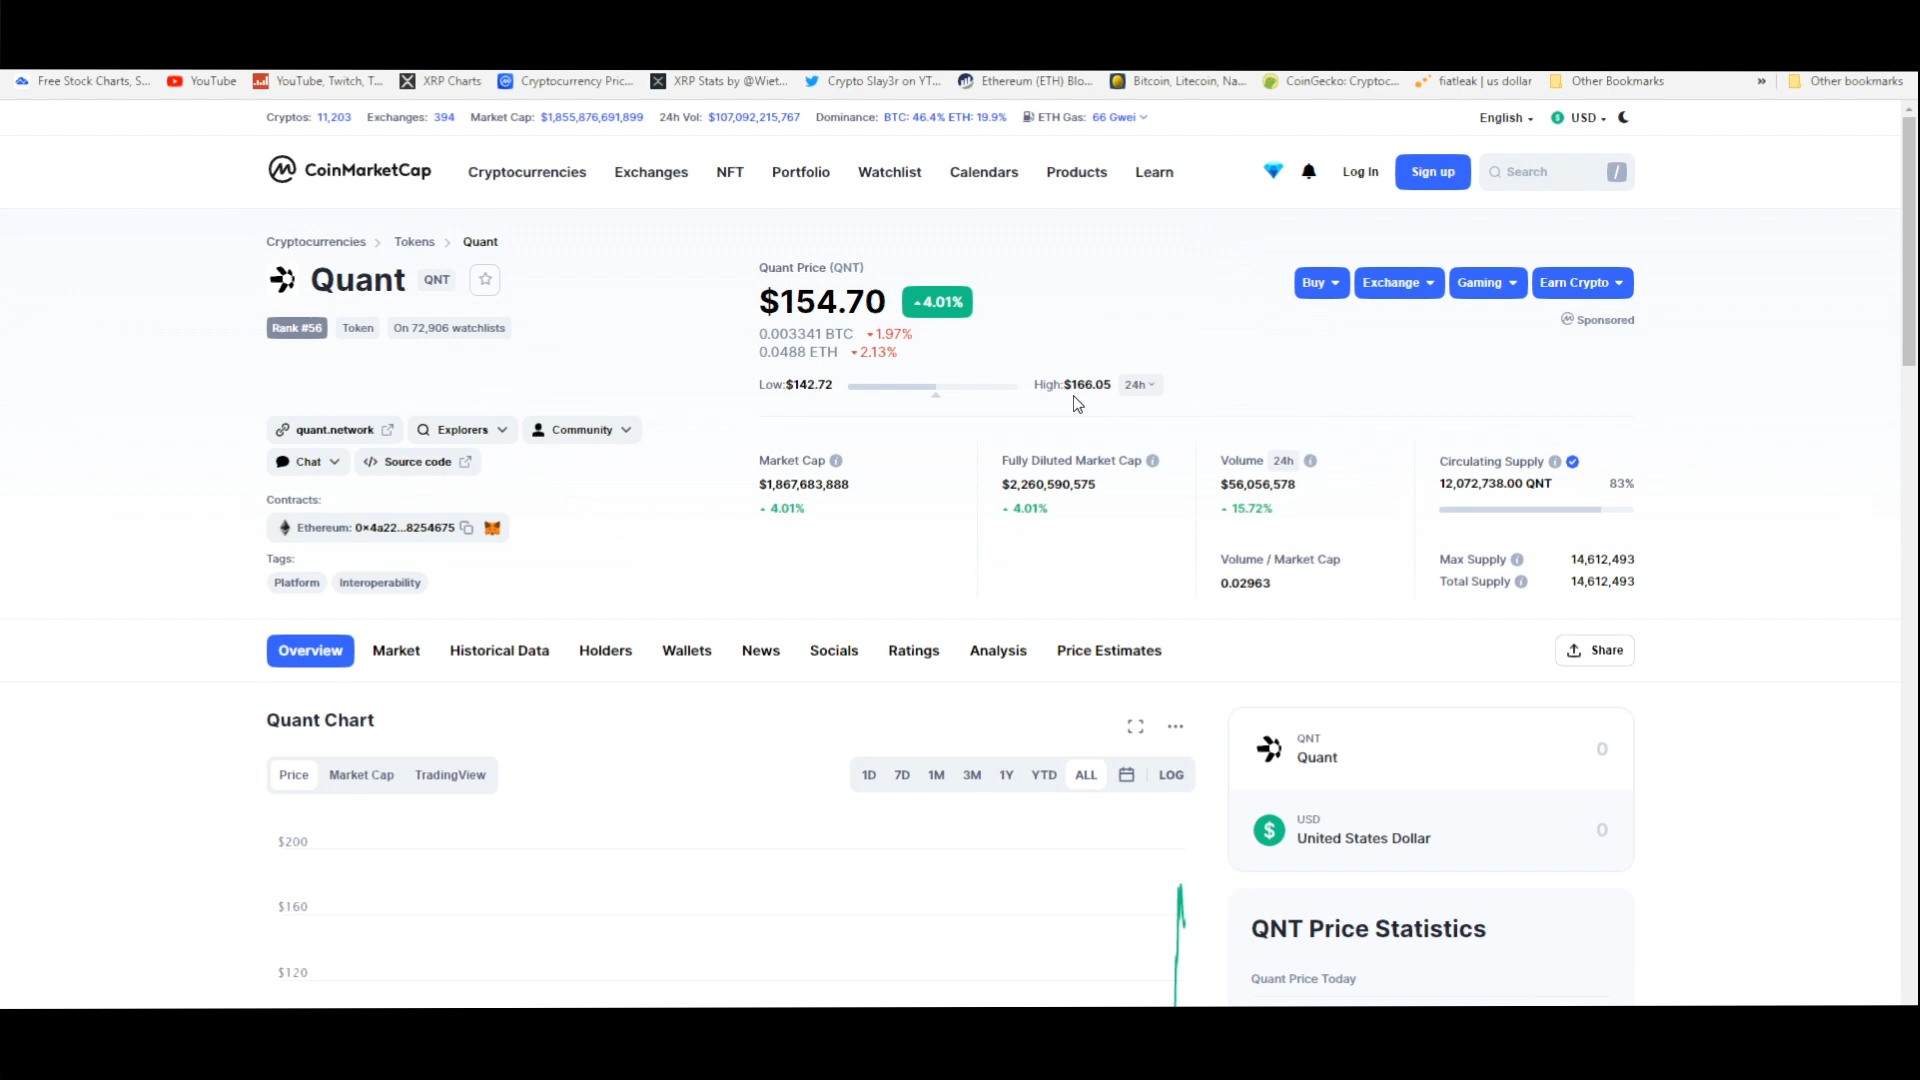 Free Stock Charts, S... YouTube YouTube, Twitch, T... XRP Charts Cryptocurrency Pric... XRP Stats by @Wiet... Crypto Slay3r on YT... Ethereum (ETH) Blo... Bitcoin, Litecoin, Na... CoinGecko: Cryptoc... fiatleak | us dollar Other Bookmarks » Other bookmarks
Cryptos: 11,203 Exchanges: 394 Market Cap: $1,855,876,691,899 24h Vol: $107,092,215,767 Dominance: BTC: 46.4% ETH: 19.9% ETH Gas: 66 Gwei English USD
CoinMarketCap Cryptocurrencies Exchanges NFT Portfolio Watchlist Calendars Products Learn Log In Sign up Search /
Cryptocurrencies > Tokens > Quant
Quant QNT
Rank #56 Token On 72,906 watchlists
Quant Price (QNT)
$154.70 4.01%
0.003341 BTC 1.97%
0.0488 ETH 2.13%
Low:$142.72 High:$166.05 24h
Buy Exchange Gaming Earn Crypto
Sponsored
quant.network Explorers Community
Chat </> Source code
Contracts:
Ethereum: 0x4a22...8254675
Tags:
Platform Interoperability
Market Cap
$1,867,683,888
4.01%
Fully Diluted Market Cap
$2,260,590,575
4.01%
Volume 24h
$56,056,578
15.72%
Volume / Market Cap
0.02963
Circulating Supply
12,072,738.00 QNT 83%
Max Supply 14,612,493
Total Supply 14,612,493
Overview Market Historical Data Holders Wallets News Socials Ratings Analysis Price Estimates Share
Quant Chart
Price Market Cap TradingView 1D 7D 1M 3M 1Y YTD ALL LOG
$200
$160
$120
QNT
Quant 0
USD
United States Dollar 0
QNT Price Statistics
Quant Price Today